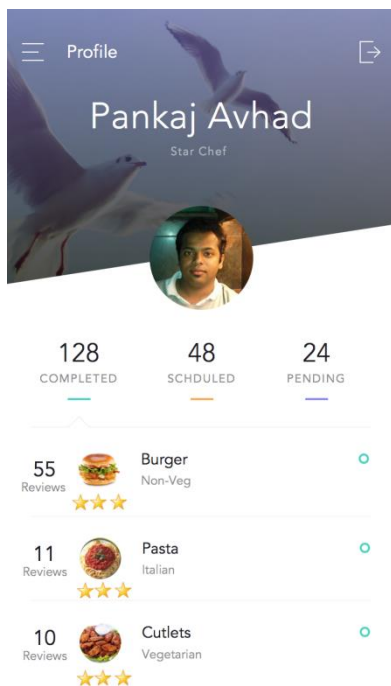 Profile
Pankaj Avhad
Star Chef
128 48 24
COMPLETED SCHDULED PENDING
Burger
55
Non-Veg
Reviews
Pasta
11
Italian
Reviews
Cutlets
10
Vegetarian
Reviews